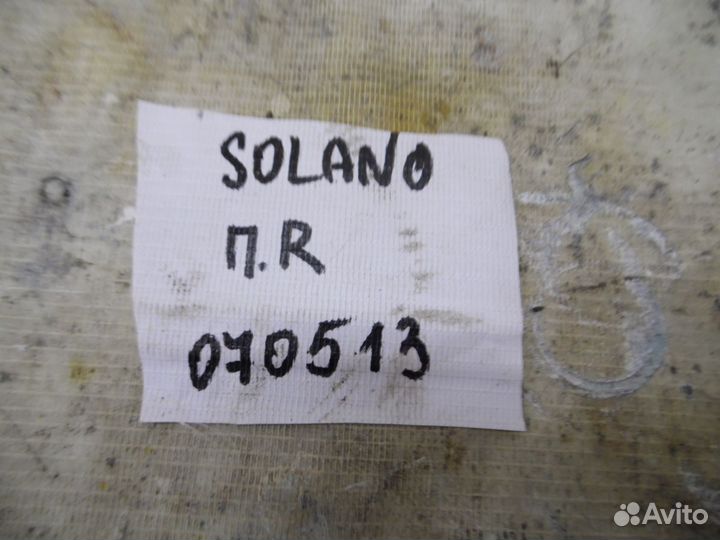 SOLANO
П.R
070513
Avito